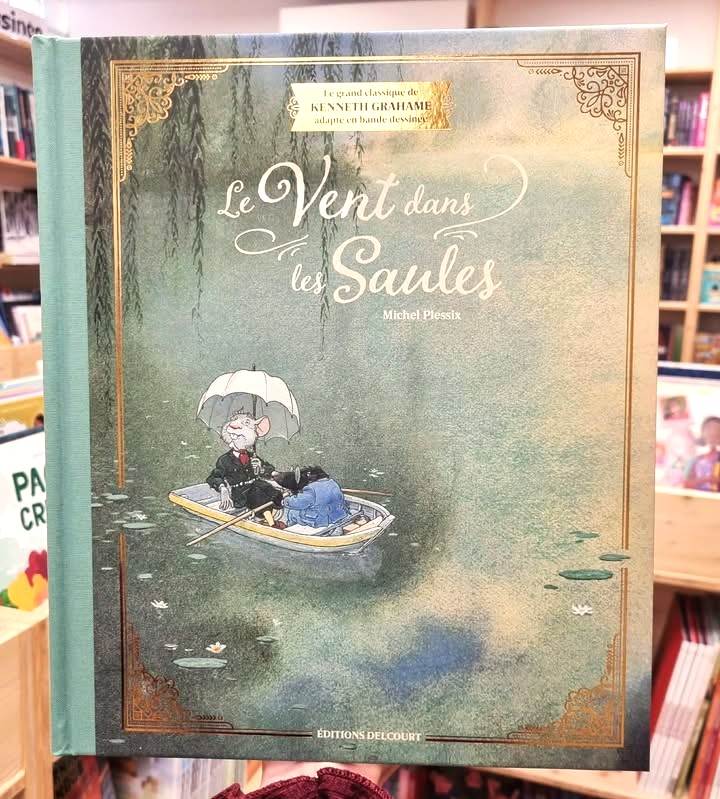 Le grand classique de
KENNETH GRAHAME
adapté en bande dessinée
Le Vent dans
les Saules
Michel Plessix
ÉDITIONS DELCOURT